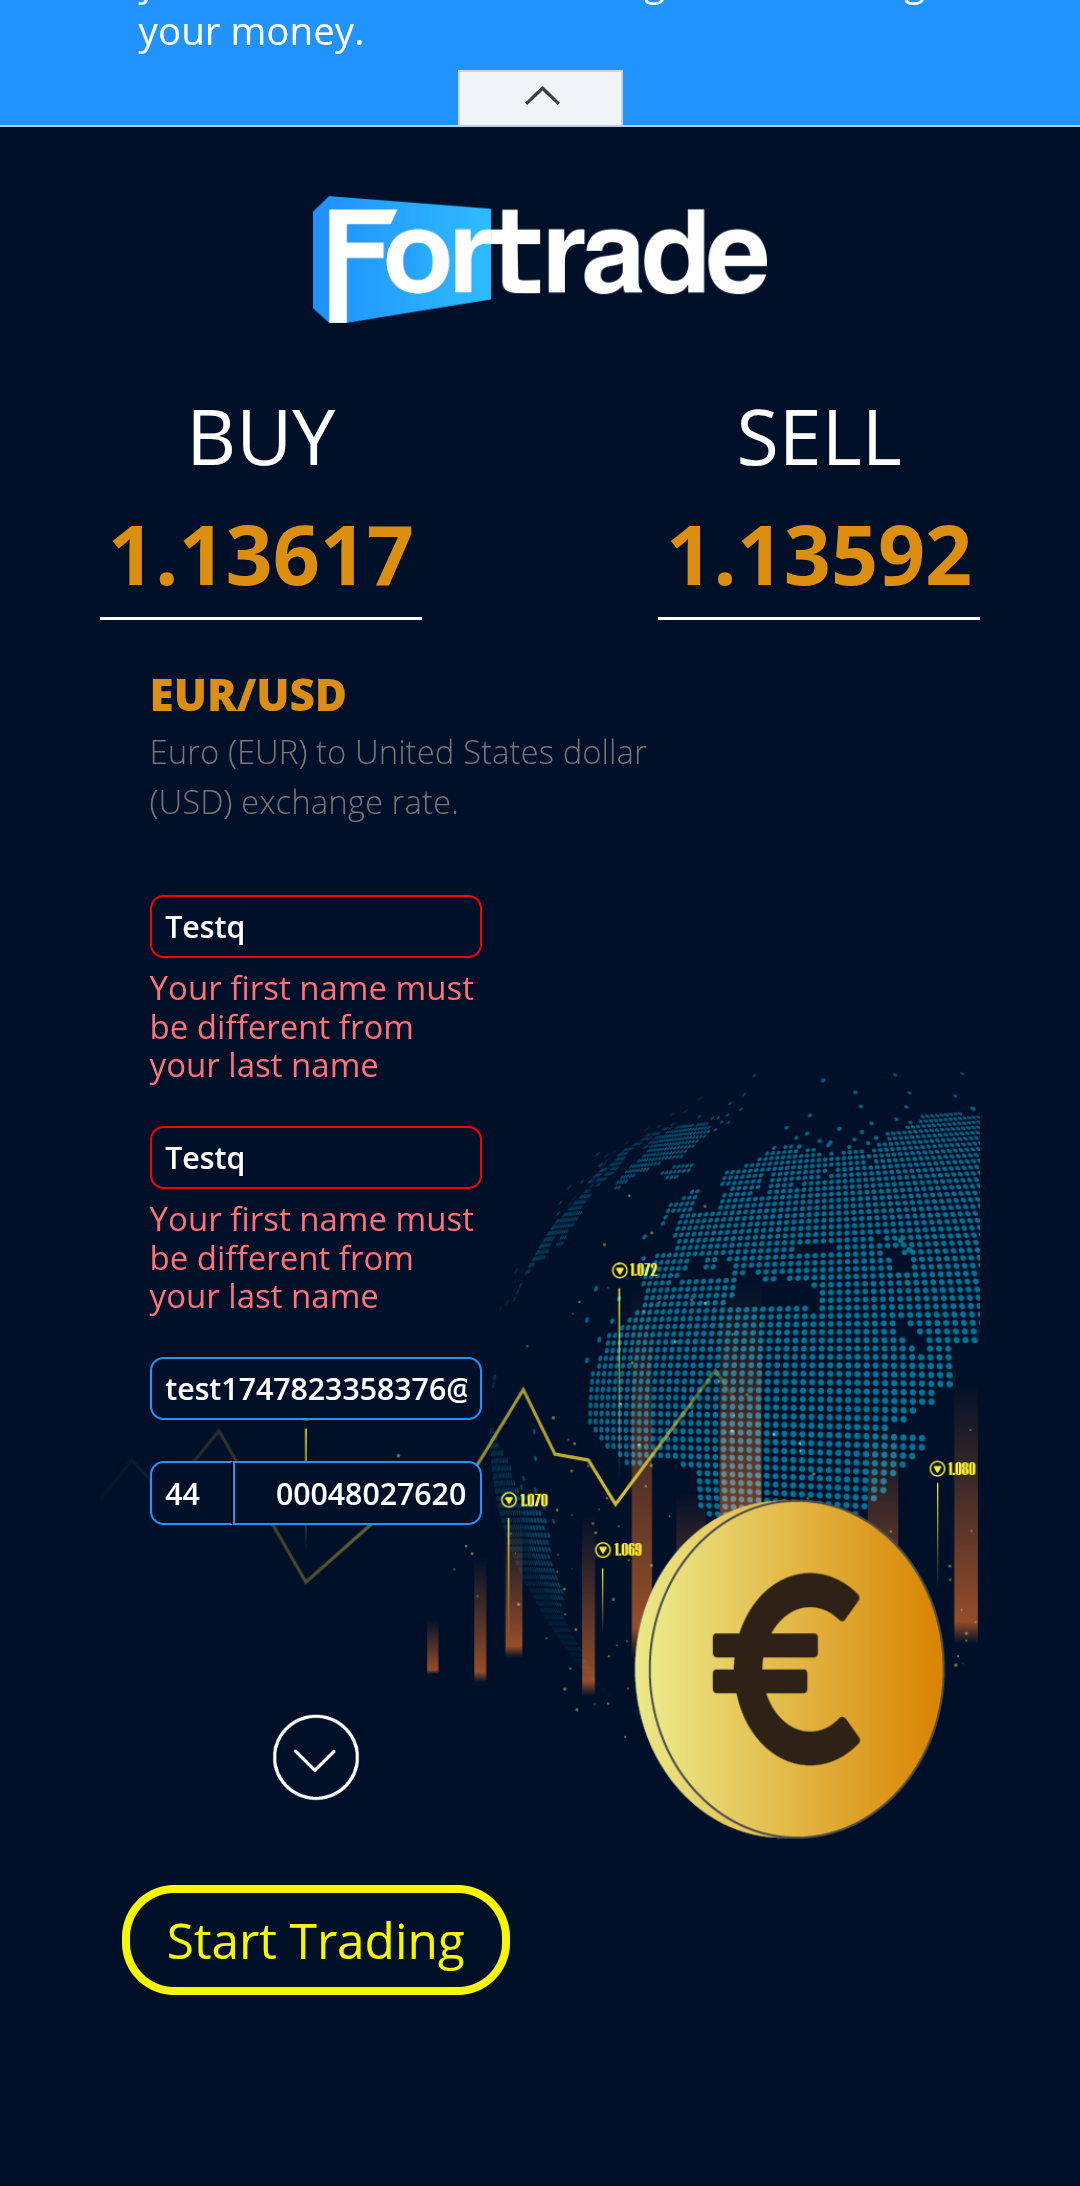 your money.
Fortrade
BUY
SELL
1.13617
1.13592
EUR/USD
Euro (EUR) to United States dollar
(USD) exchange rate.
Testq
Your first name must
be different from
your last name
Testq
Your first name must
be different from
your last name
1.072
test1747823358376@
44
00048027620
1.080
1.070
1.069
€
Start Trading